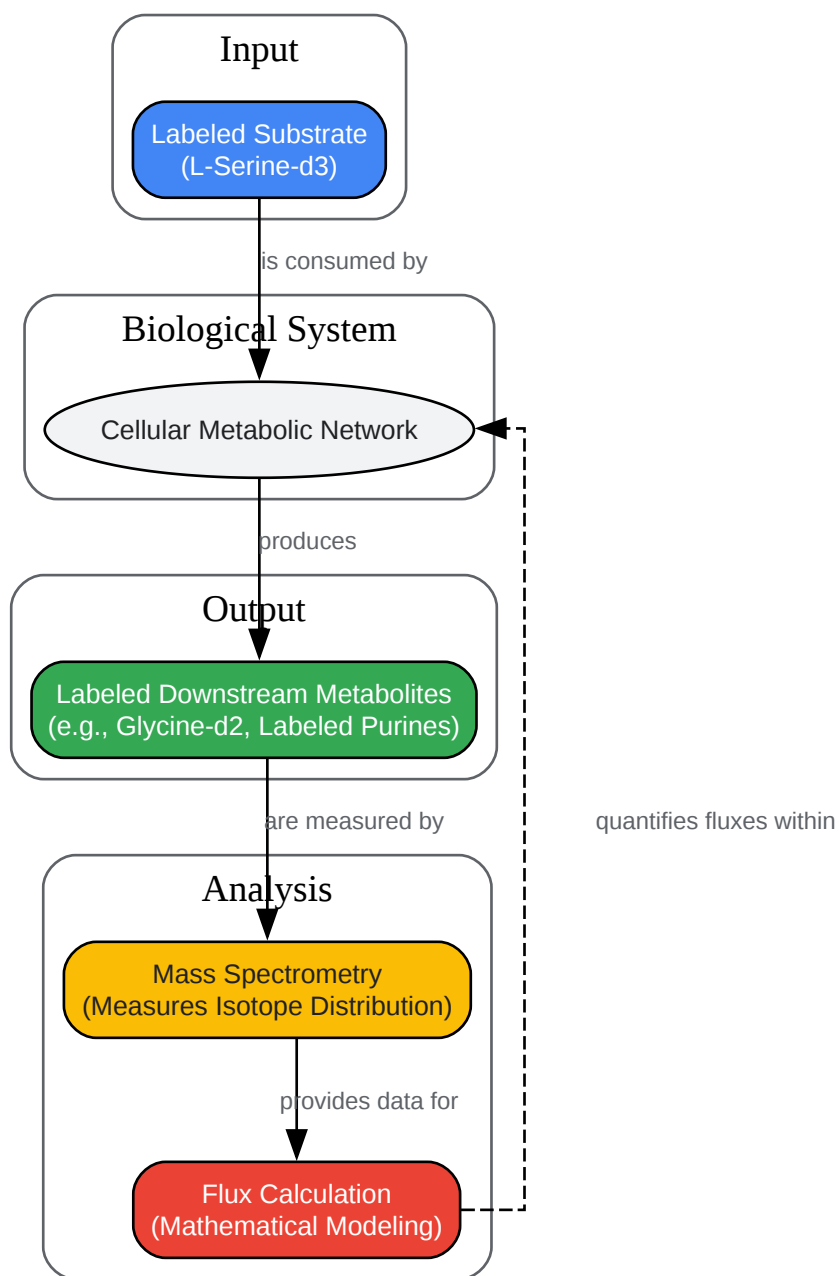 Input
Labeled Substrate
(L-Serine-d3)
is consumed by
Biological System
Cellular Metabolic Network
produces
Output
Labeled Downstream Metabolites
(e.g., Glycine-d2, Labeled Purines)
are measured by
quantifies fluxes within
Analysis
Mass Spectrometry
(Measures Isotope Distribution)
provides data for
Flux Calculation
(Mathematical Modeling)